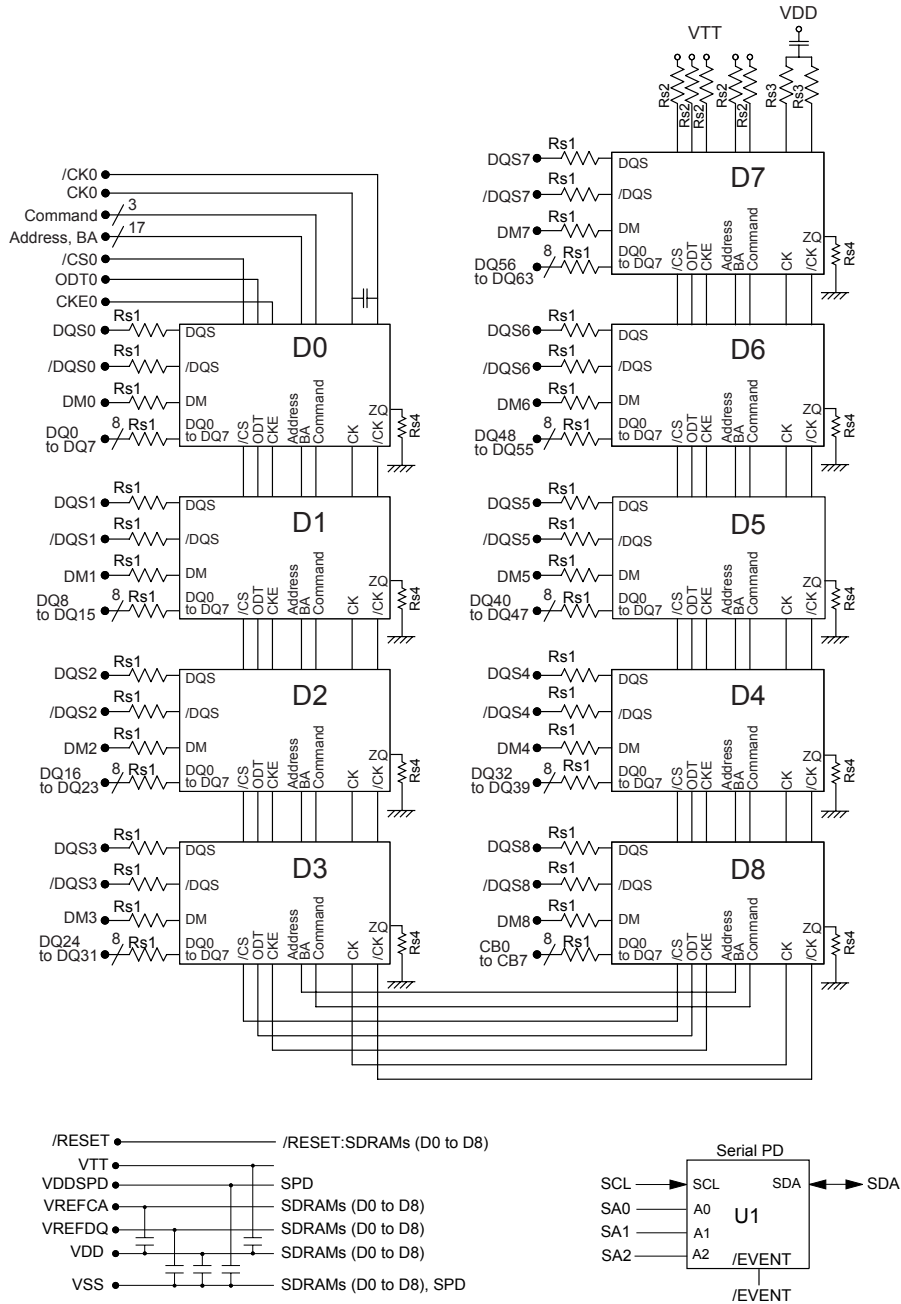 VTT
VDD
Rs2
Rs2
Rs2
Rs2
Rs2
Rs3
Rs3
/CK0
CK0
Command 3
Address, BA 17
/CS0
ODT0
CKE0
DQS0 Rs1 DQS
/DQS0 Rs1 /DQS
DM0 Rs1 DM
DQ0 to DQ7 8 Rs1 DQ0 to DQ7
D0
/CS ODT CKE Address BA Command CK /CK ZQ Rs4
DQS1 Rs1 DQS
/DQS1 Rs1 /DQS
DM1 Rs1 DM
DQ8 to DQ15 8 Rs1 DQ0 to DQ7
D1
/CS ODT CKE Address BA Command CK /CK ZQ Rs4
DQS2 Rs1 DQS
/DQS2 Rs1 /DQS
DM2 Rs1 DM
DQ16 to DQ23 8 Rs1 DQ0 to DQ7
D2
/CS ODT CKE Address BA Command CK /CK ZQ Rs4
DQS3 Rs1 DQS
/DQS3 Rs1 /DQS
DM3 Rs1 DM
DQ24 to DQ31 8 Rs1 DQ0 to DQ7
D3
/CS ODT CKE Address BA Command CK /CK ZQ Rs4
DQS7 Rs1 DQS
/DQS7 Rs1 /DQS
DM7 Rs1 DM
DQ56 to DQ63 8 Rs1 DQ0 to DQ7
D7
/CS ODT CKE Address BA Command CK /CK ZQ Rs4
DQS6 Rs1 DQS
/DQS6 Rs1 /DQS
DM6 Rs1 DM
DQ48 to DQ55 8 Rs1 DQ0 to DQ7
D6
/CS ODT CKE Address BA Command CK /CK ZQ Rs4
DQS5 Rs1 DQS
/DQS5 Rs1 /DQS
DM5 Rs1 DM
DQ40 to DQ47 8 Rs1 DQ0 to DQ7
D5
/CS ODT CKE Address BA Command CK /CK ZQ Rs4
DQS4 Rs1 DQS
/DQS4 Rs1 /DQS
DM4 Rs1 DM
DQ32 to DQ39 8 Rs1 DQ0 to DQ7
D4
/CS ODT CKE Address BA Command CK /CK ZQ Rs4
DQS8 Rs1 DQS
/DQS8 Rs1 /DQS
DM8 Rs1 DM
CB0 to CB7 8 Rs1 DQ0 to DQ7
D8
/CS ODT CKE Address BA Command CK /CK ZQ Rs4
/RESET /RESET:SDRAMs (D0 to D8)
VTT
VDDSPD SPD
VREFCA SDRAMs (D0 to D8)
VREFDQ SDRAMs (D0 to D8)
VDD SDRAMs (D0 to D8)
VSS SDRAMs (D0 to D8), SPD
Serial PD
SCL SCL SDA SDA
SA0 A0
U1
SA1 A1
SA2 A2
/EVENT
/EVENT